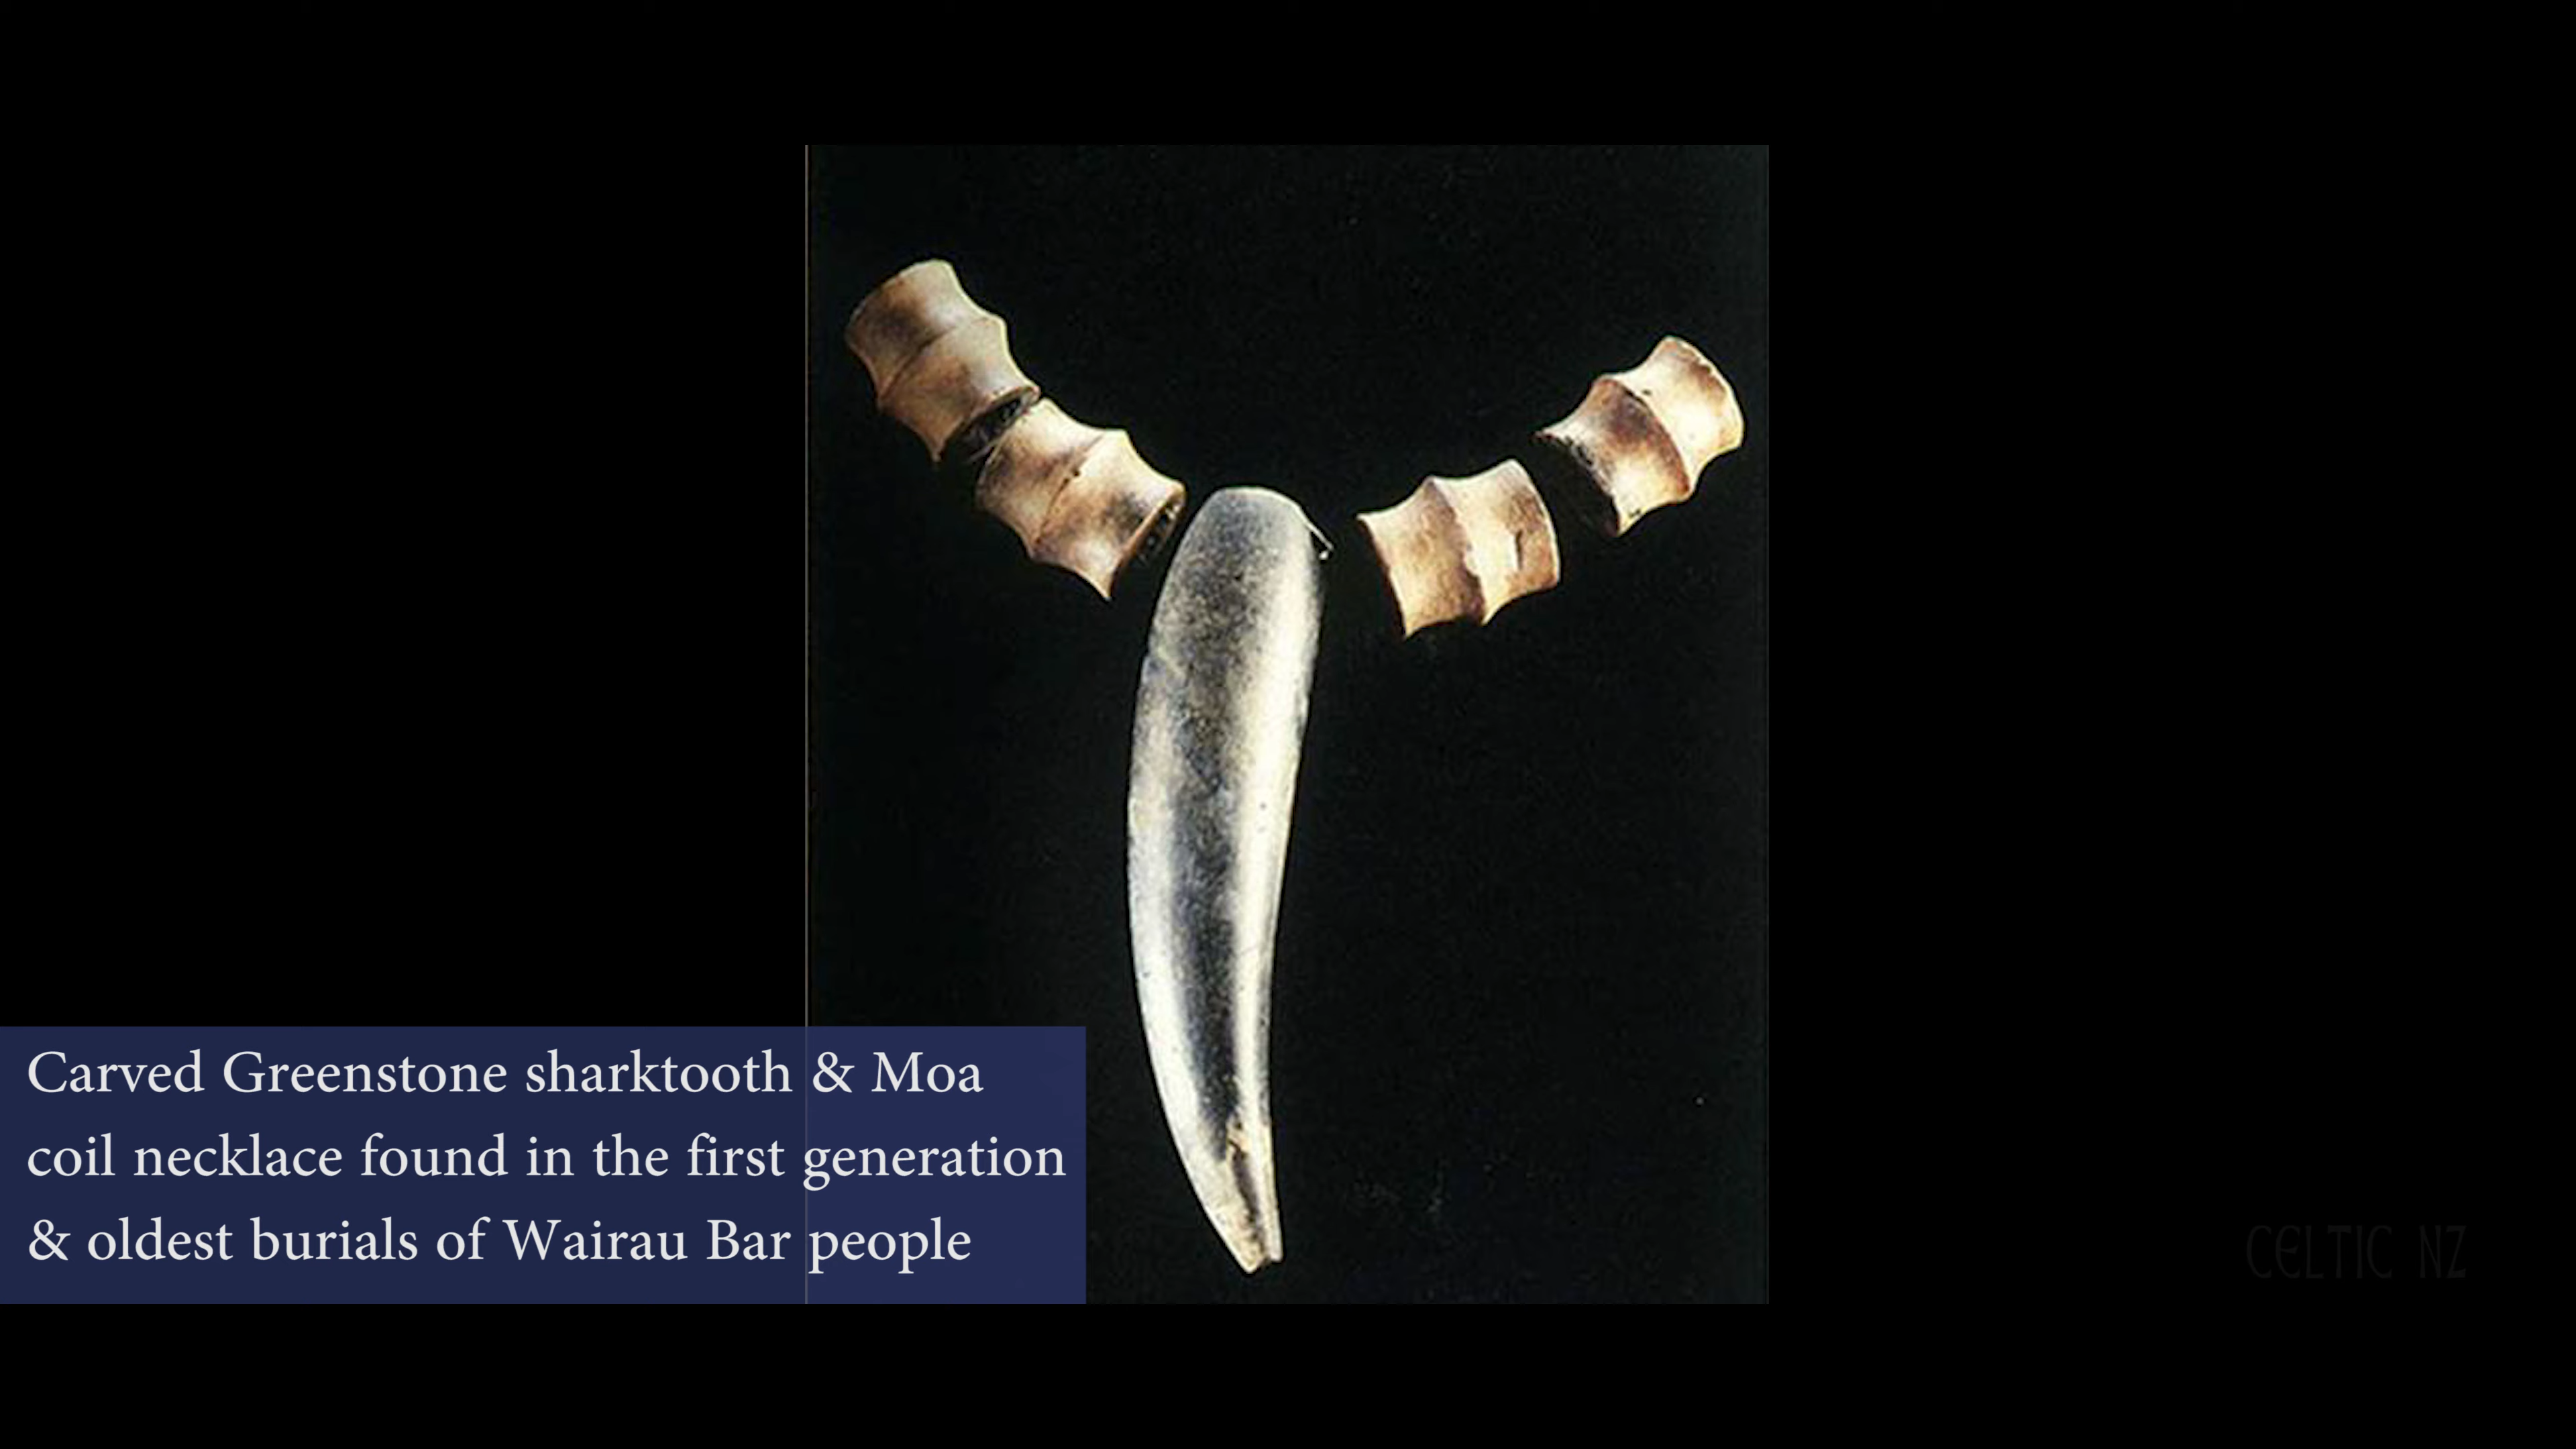 Carved Greenstone sharktooth & Moa
coil necklace found in the first generation
& oldest burials of Wairau Bar people
CELTIC NZ